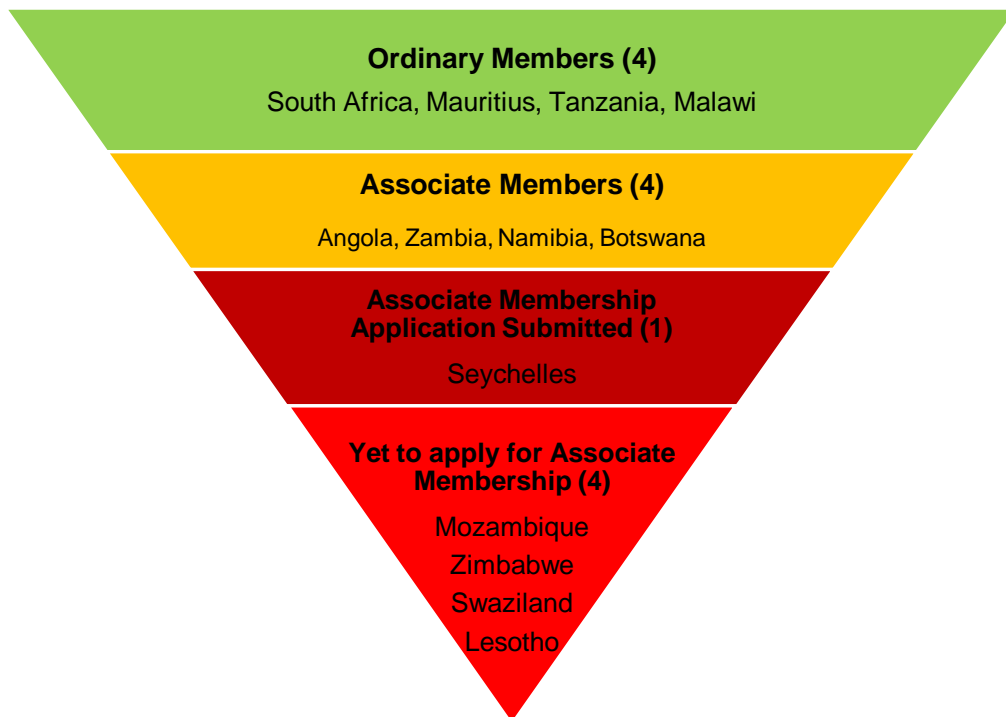 Ordinary Members (4)
South Africa, Mauritius, Tanzania, Malawi
Associate Members (4)
Angola, Zambia, Namibia, Botswana
Associate Membership
Application Submitted (1)
Seychelles
Yet to apply for Associate
Membership (4)
Mozambique
Zimbabwe
Swaziland
Lesotho